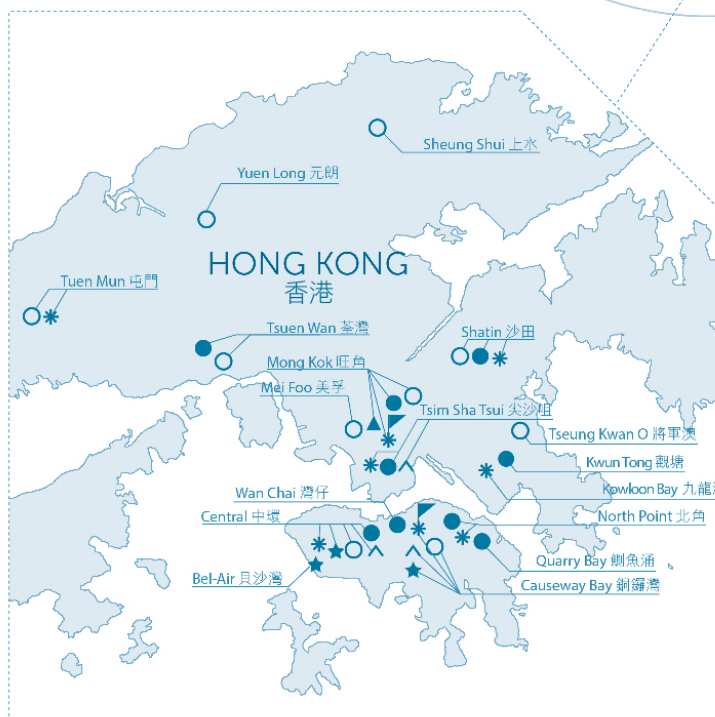 Sheung Shui 上水
Yuen Long 元朗
HONG KONG
香港
Tuen Mun 屯門
Tsuen Wan 荃灣
Shatin 沙田
Mong Kok 旺角
Mei Foo 美孚
Tsim Sha Tsui 尖沙咀
Tseung Kwan O 將軍澳
Kwun Tong 觀塘
Kowloon Bay 九龍
Wan Chai 灣仔
Central 中環
North Point 北角
Quarry Bay 鰂魚涌
Bel-Air 貝沙灣
Causeway Bay 銅鑼灣